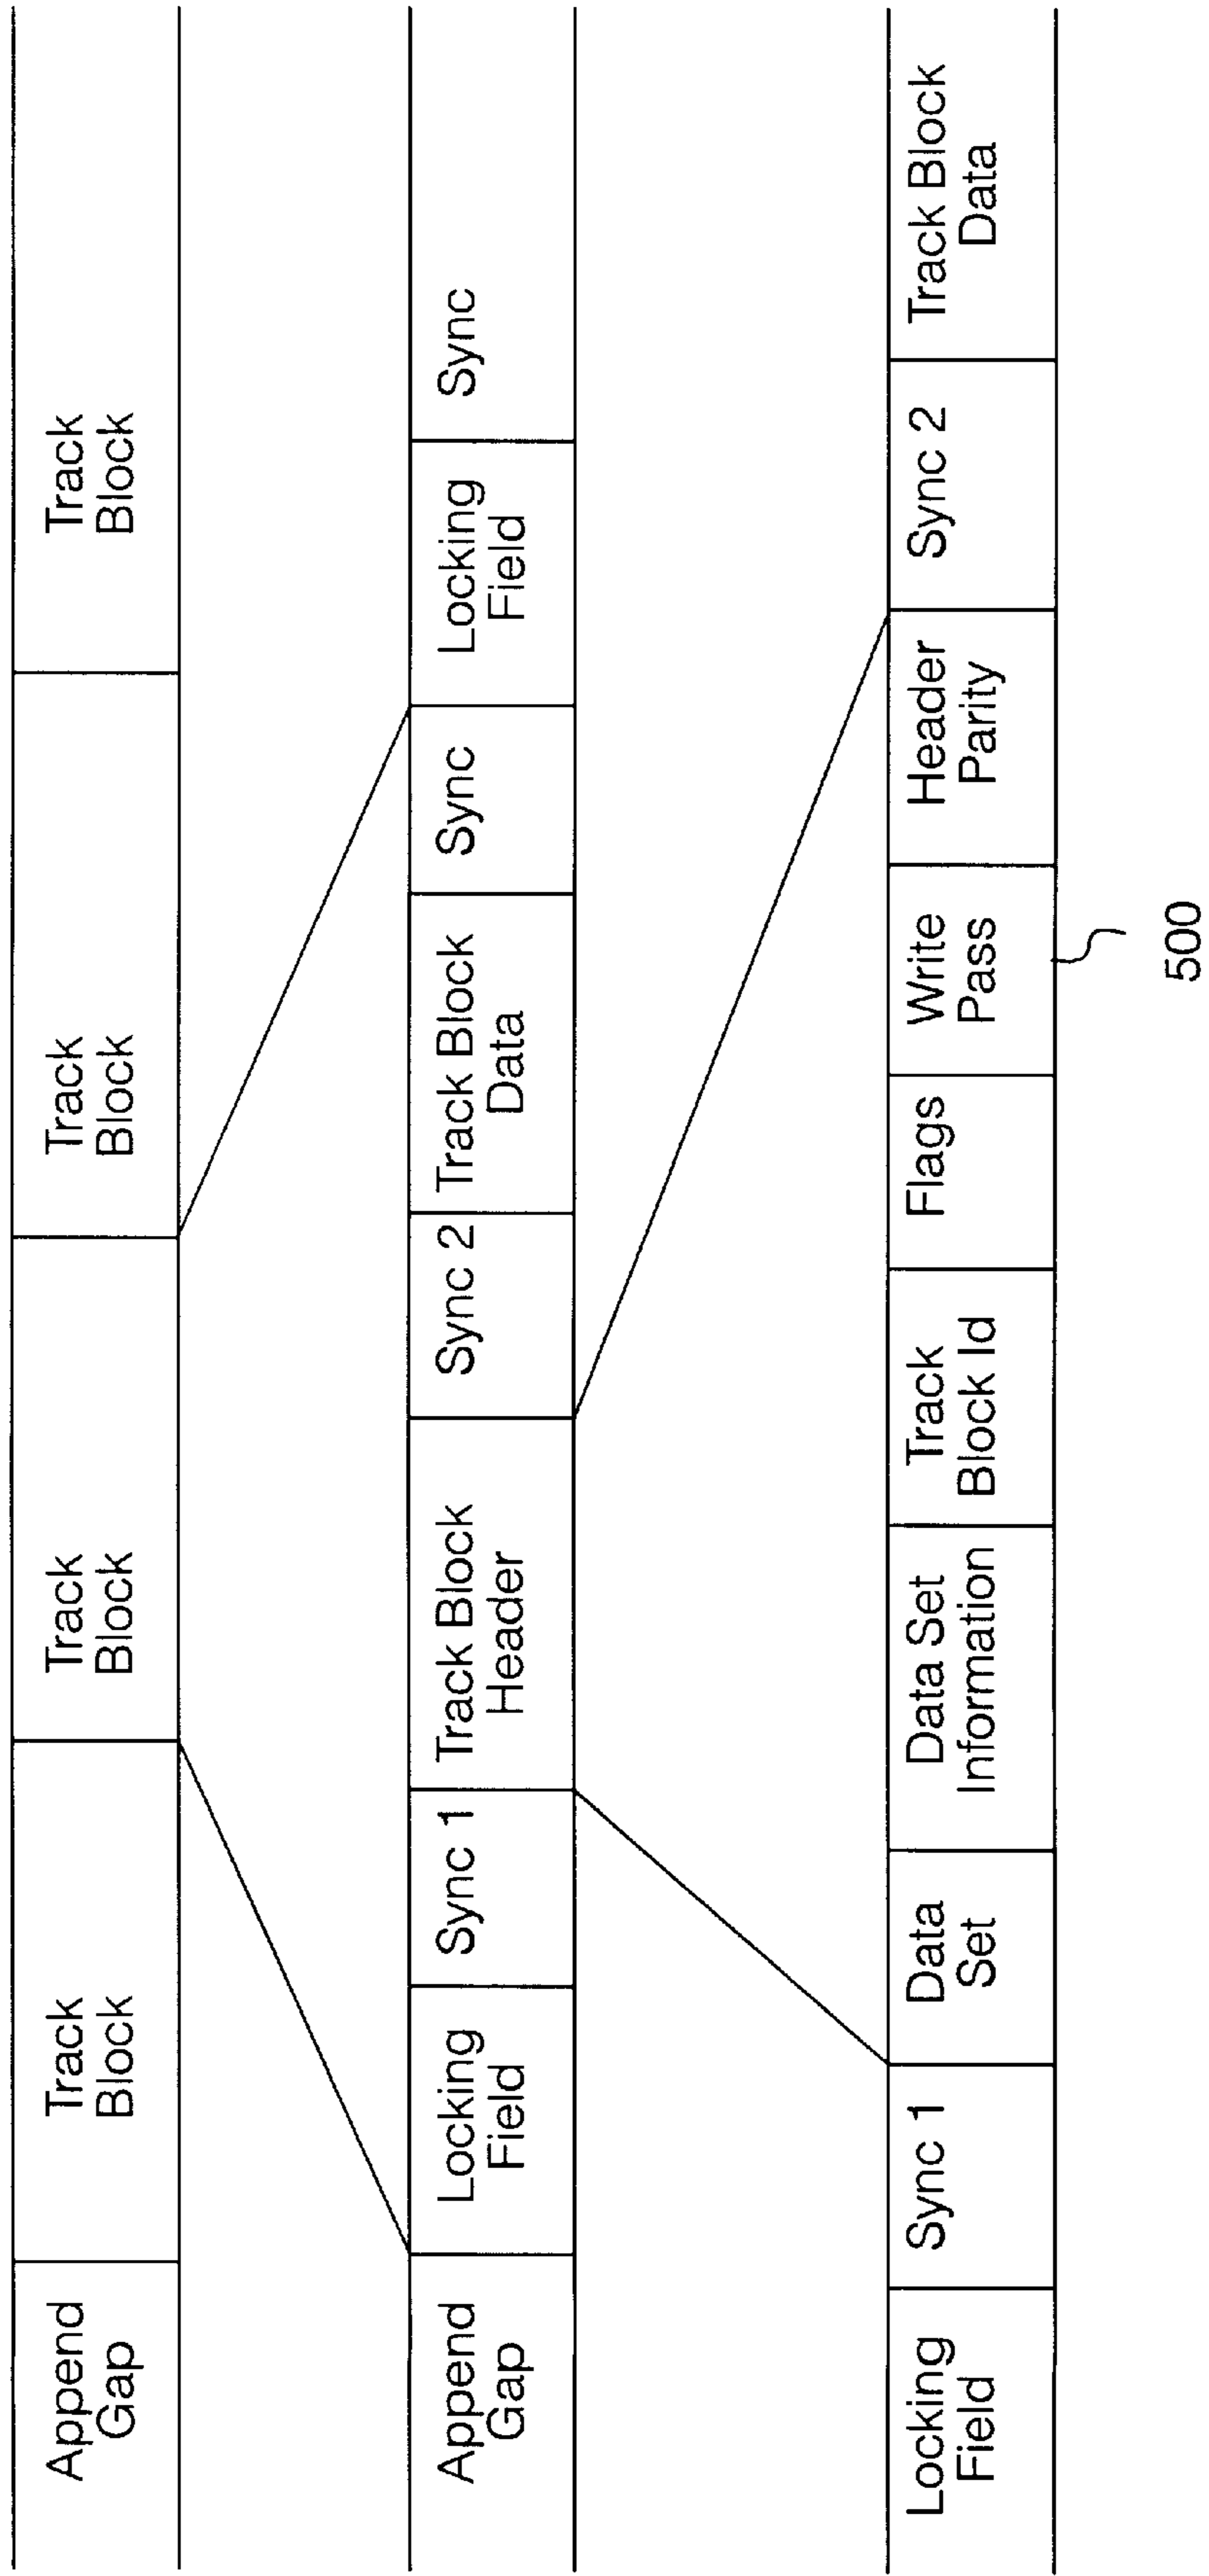 Append
Gap
Track
Block
Track
Block
Track
Block
Track
Block
Append
Gap
Locking
Field
Sync 1
Track Block
Header
Sync 2
Track Block
Data
Sync
Locking
Field
Sync
Locking
Field
Sync 1
Data
Set
Data Set
Information
Track
Block Id
Flags
Write
Pass
Header
Parity
Sync 2
Track Block
Data
500